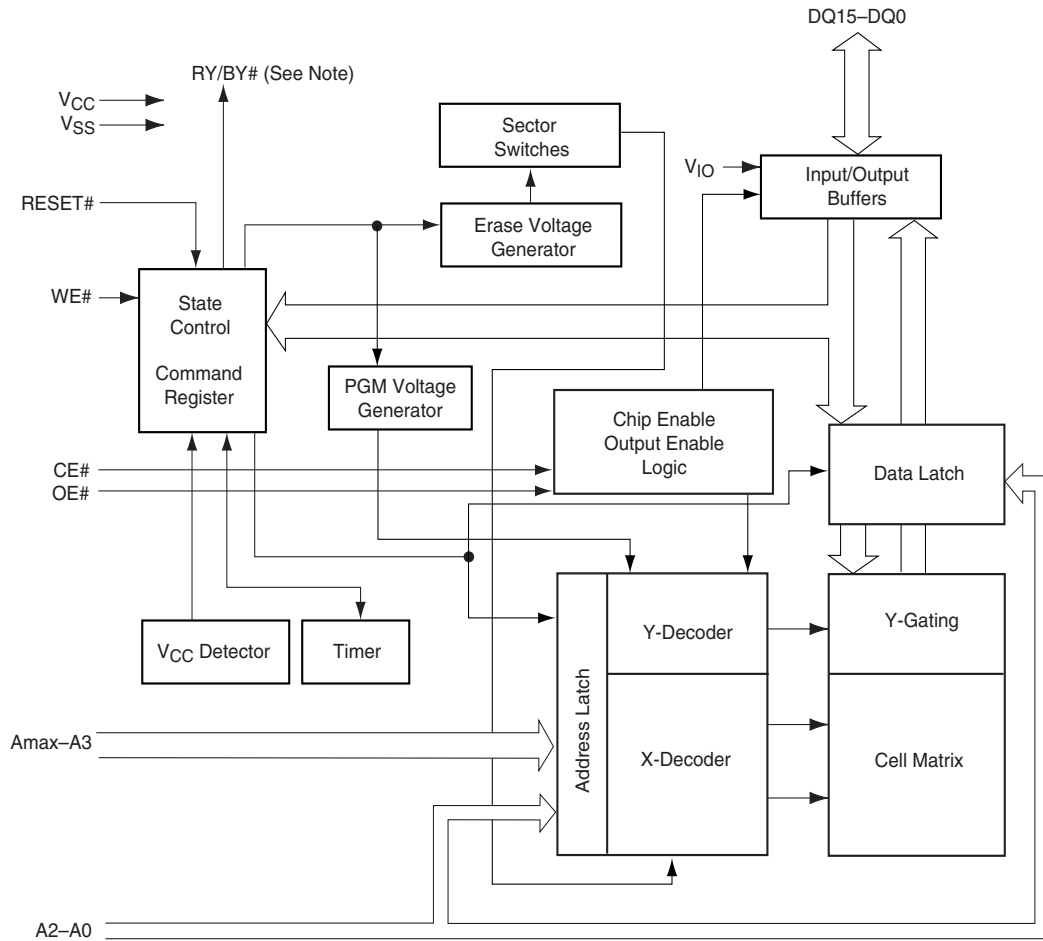 DQ15–DQ0
RY/BY# (See Note)
VCC
VSS
Sector
Switches
VIO
Input/Output
Buffers
RESET#
Erase Voltage
Generator
WE#
State
Control
Command
Register
PGM Voltage
Generator
Chip Enable
Output Enable
Logic
CE#
OE#
Data Latch
VCC Detector
Timer
Y-Decoder
Y-Gating
Address Latch
Amax–A3
X-Decoder
Cell Matrix
A2–A0